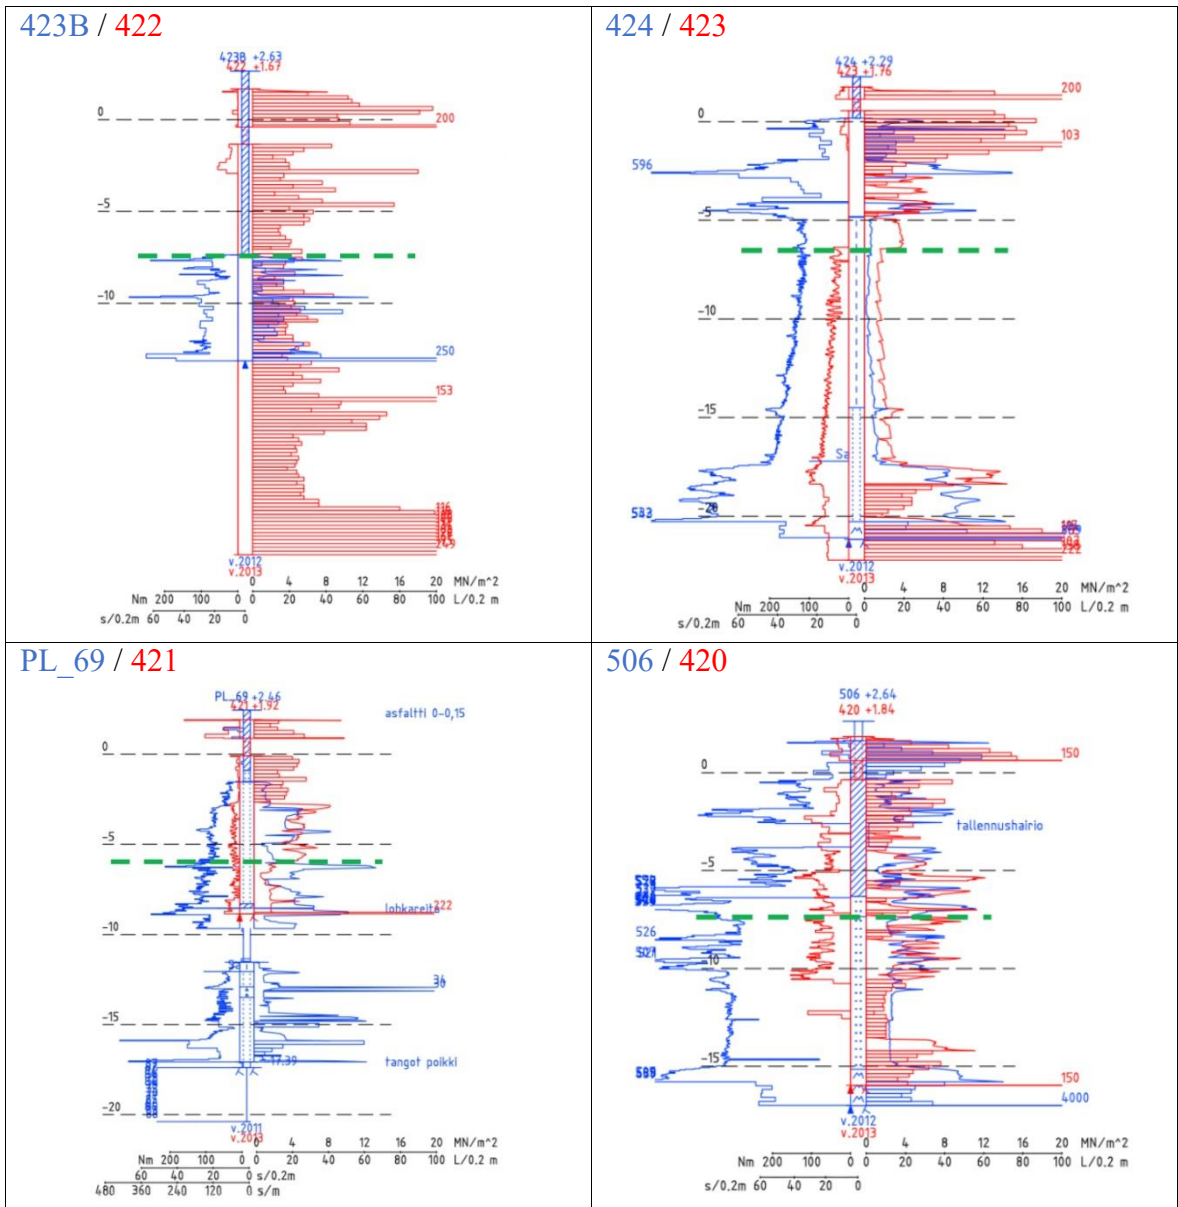 423B / 422
423B +2.63
422 +1.67
0
200
-5
-10
250
153
116
249
v.2012
v.2013
0 4 8 12 16 20 MN/m^2
Nm 200 100 0 0 20 40 60 80 100 L/0.2 m
s/0.2m 60 40 20 0
424 / 423
424 +2.29
423 +1.76
200
0
103
596
-5
-10
-15
Sa
-20
222
v.2012
v.2013
0 4 8 12 16 20 MN/m^2
Nm 200 100 0 0 20 40 60 80 100 L/0.2 m
s/0.2m 60 40 20 0
PL_69 / 421
PL_69 +2.46
421 +1.92
asfaltti 0-0,15
0
-5
lohkareita
222
-10
-15
tangot poikki
-17.39
-20
v.2011
v.2013
0 4 8 12 16 20 MN/m^2
Nm 200 100 0 0 20 40 60 80 100 L/0.2 m
60 40 20 0 s/0.2m
480 360 240 120 0 s/m
506 / 420
506 +2.64
420 +1.84
150
0
tallennushairio
-5
526
-10
-15
150
4000
v.2012
v.2013
0 4 8 12 16 20 MN/m^2
Nm 200 100 0 0 20 40 60 80 100 L/0.2 m
s/0.2m 60 40 20 0